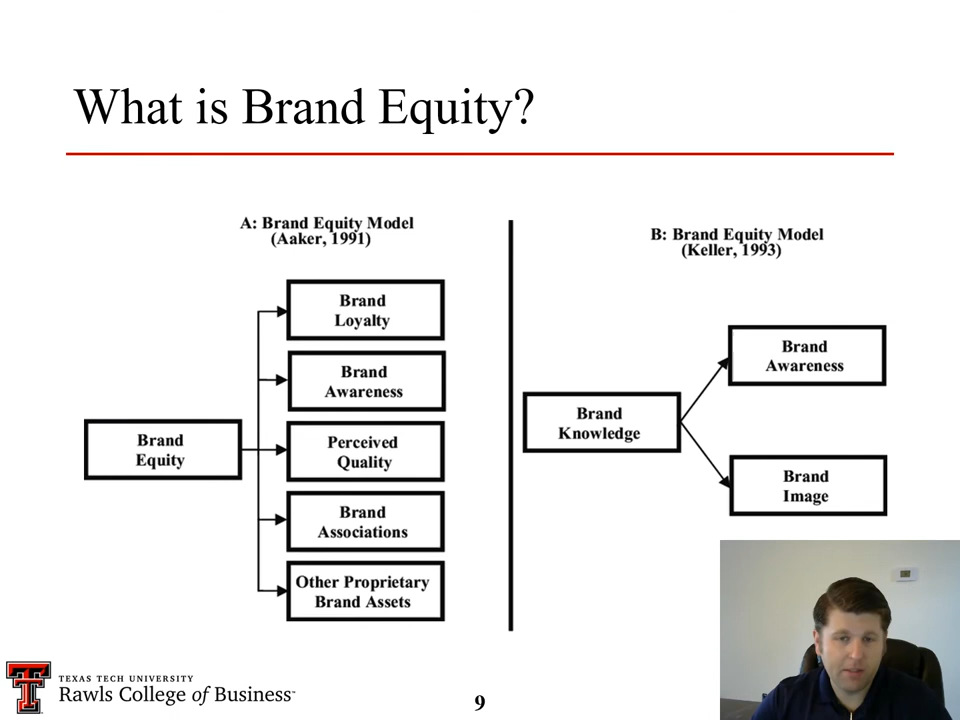 What is Brand Equity?
A: Brand Equity Model
(Aaker, 1991)
Brand
Equity
Brand
Loyalty
Brand
Awareness
Perceived
Quality
Brand
Associations
Other Proprietary
Brand Assets
B: Brand Equity Model
(Keller, 1993)
Brand
Knowledge
Brand
Awareness
Brand
Image
TEXAS TECH UNIVERSITY
Rawls College of Business
9